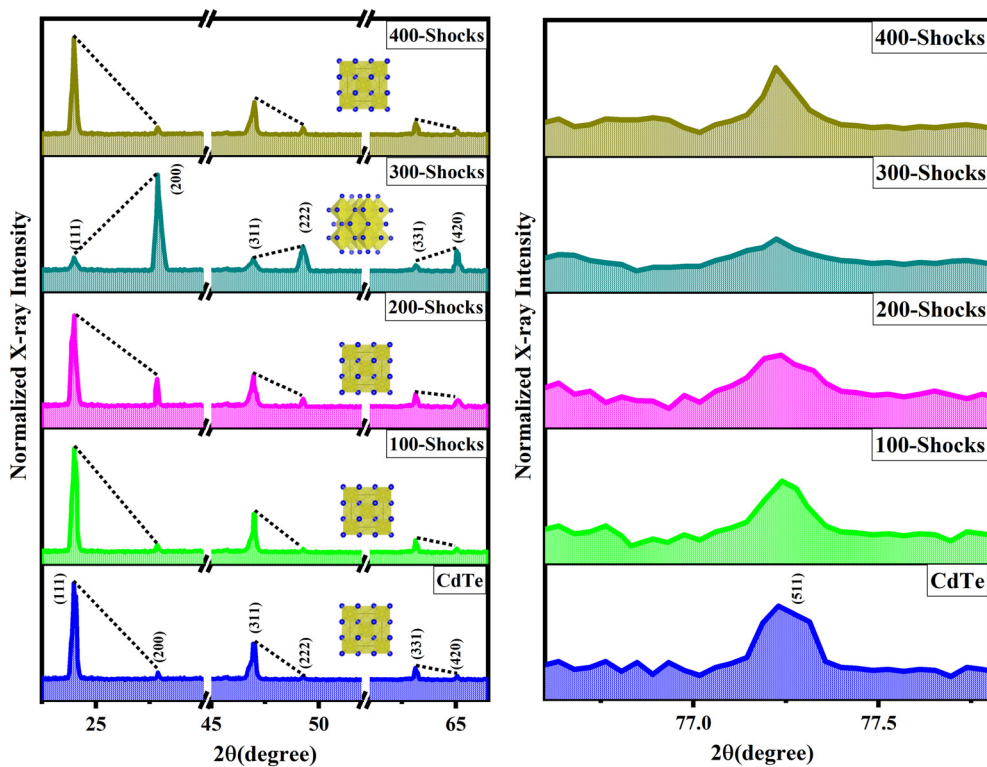 Normalized X-ray Intensity
400-Shocks
300-Shocks
(111)
(200)
(311)
(222)
(331)
(420)
200-Shocks
100-Shocks
CdTe
(111)
(200)
(311)
(222)
(331)
(420)
25
45
50
65
2θ(degree)
Normalized X-ray Intensity
400-Shocks
300-Shocks
200-Shocks
100-Shocks
CdTe
(511)
77.0
77.5
2θ(degree)